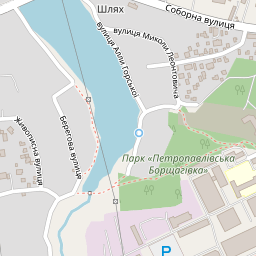 Шлях
Соборна вулиця
вулиця Миколи Леонтовича
вулиця Алли Горської
Берегова вулиця
Живописна вулиця
Парк «Петропавлівська
Борщагівка»
P